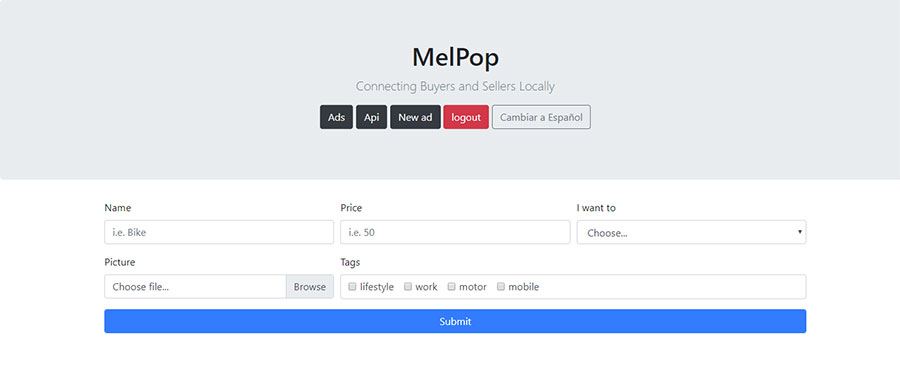 MelPop
Connecting Buyers and Sellers Locally
Ads Api New ad logout Cambiar a Español
Name Price I want to
i.e. Bike i.e. 50 Choose...
Picture Tags
Choose file... Browse lifestyle work motor mobile
Submit